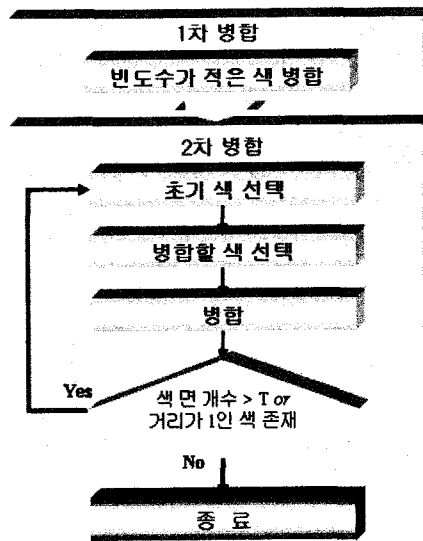 1차 병합
빈도수가 적은 색 병합
2차 병합
초기 색 선택
병합할 색 선택
병합
Yes
색 면 개수 > T or
거리가 1인 색 존재
No
종 료